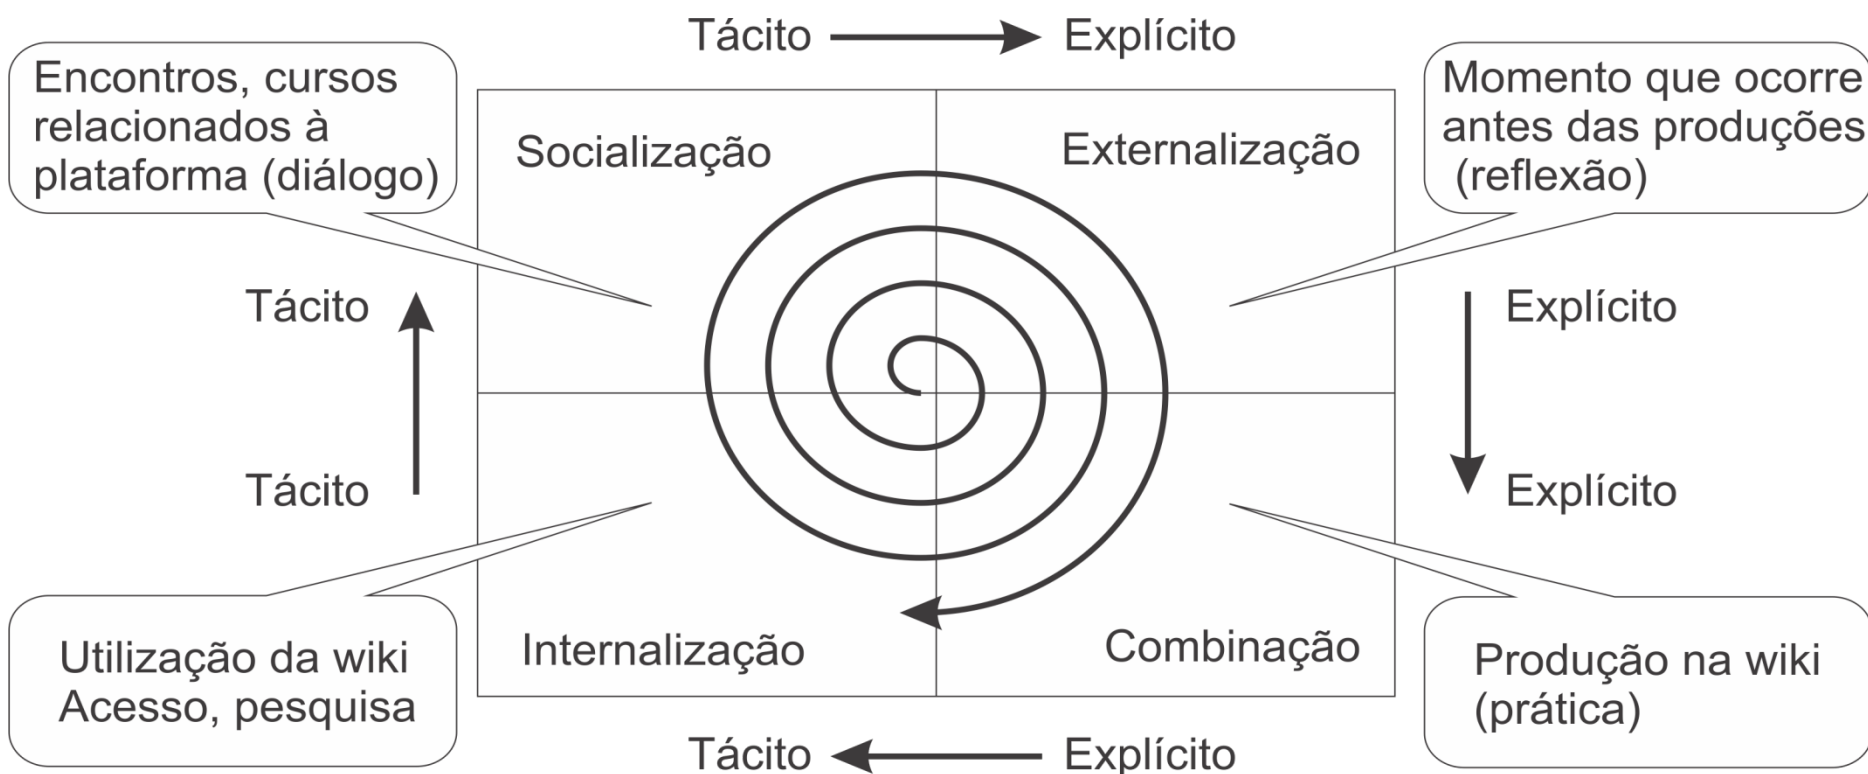 Tácito Explícito
Encontros, cursos
relacionados à
plataforma (diálogo)
Momento que ocorre
antes das produções
(reflexão)
Socialização
Externalização
Tácito
Tácito
Explícito
Explícito
Internalização
Combinação
Utilização da wiki
Acesso, pesquisa
Produção na wiki
(prática)
Tácito Explícito